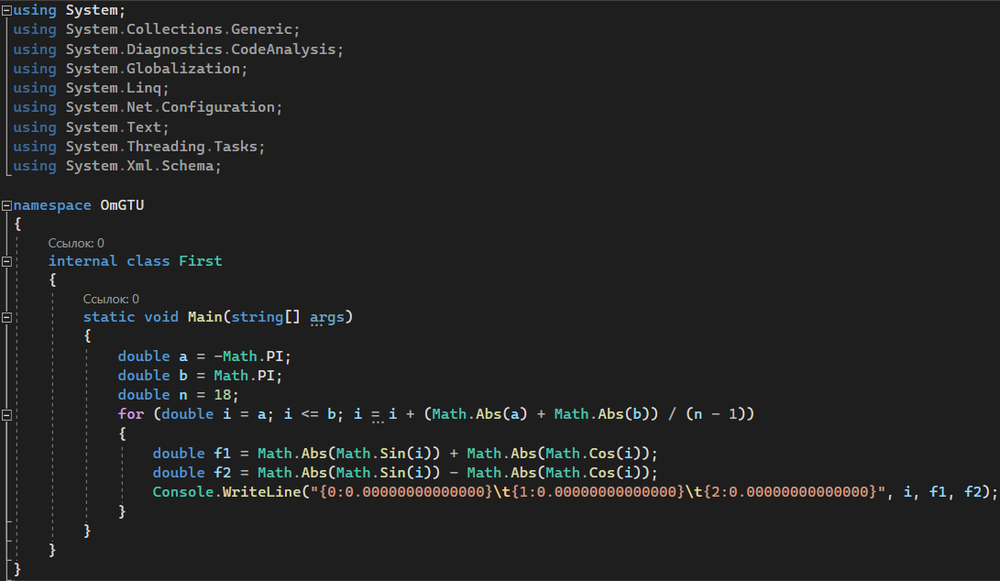 using System;
using System.Collections.Generic;
using System.Diagnostics.CodeAnalysis;
using System.Globalization;
using System.Linq;
using System.Net.Configuration;
using System.Text;
using System.Threading.Tasks;
using System.Xml.Schema;
namespace OmGTU
{
Ссылок: 0
internal class First
{
Ссылок: 0
static void Main(string[] args)
{
double a = -Math.PI;
double b = Math.PI;
double n = 18;
for (double i = a; i <= b; i = i + (Math.Abs(a) + Math.Abs(b)) / (n - 1))
{
double f1 = Math.Abs(Math.Sin(i)) + Math.Abs(Math.Cos(i));
double f2 = Math.Abs(Math.Sin(i)) - Math.Abs(Math.Cos(i));
Console.WriteLine("{0:0.00000000000000}\t{1:0.00000000000000}\t{2:0.00000000000000}", i, f1, f2);
}
}
}
}